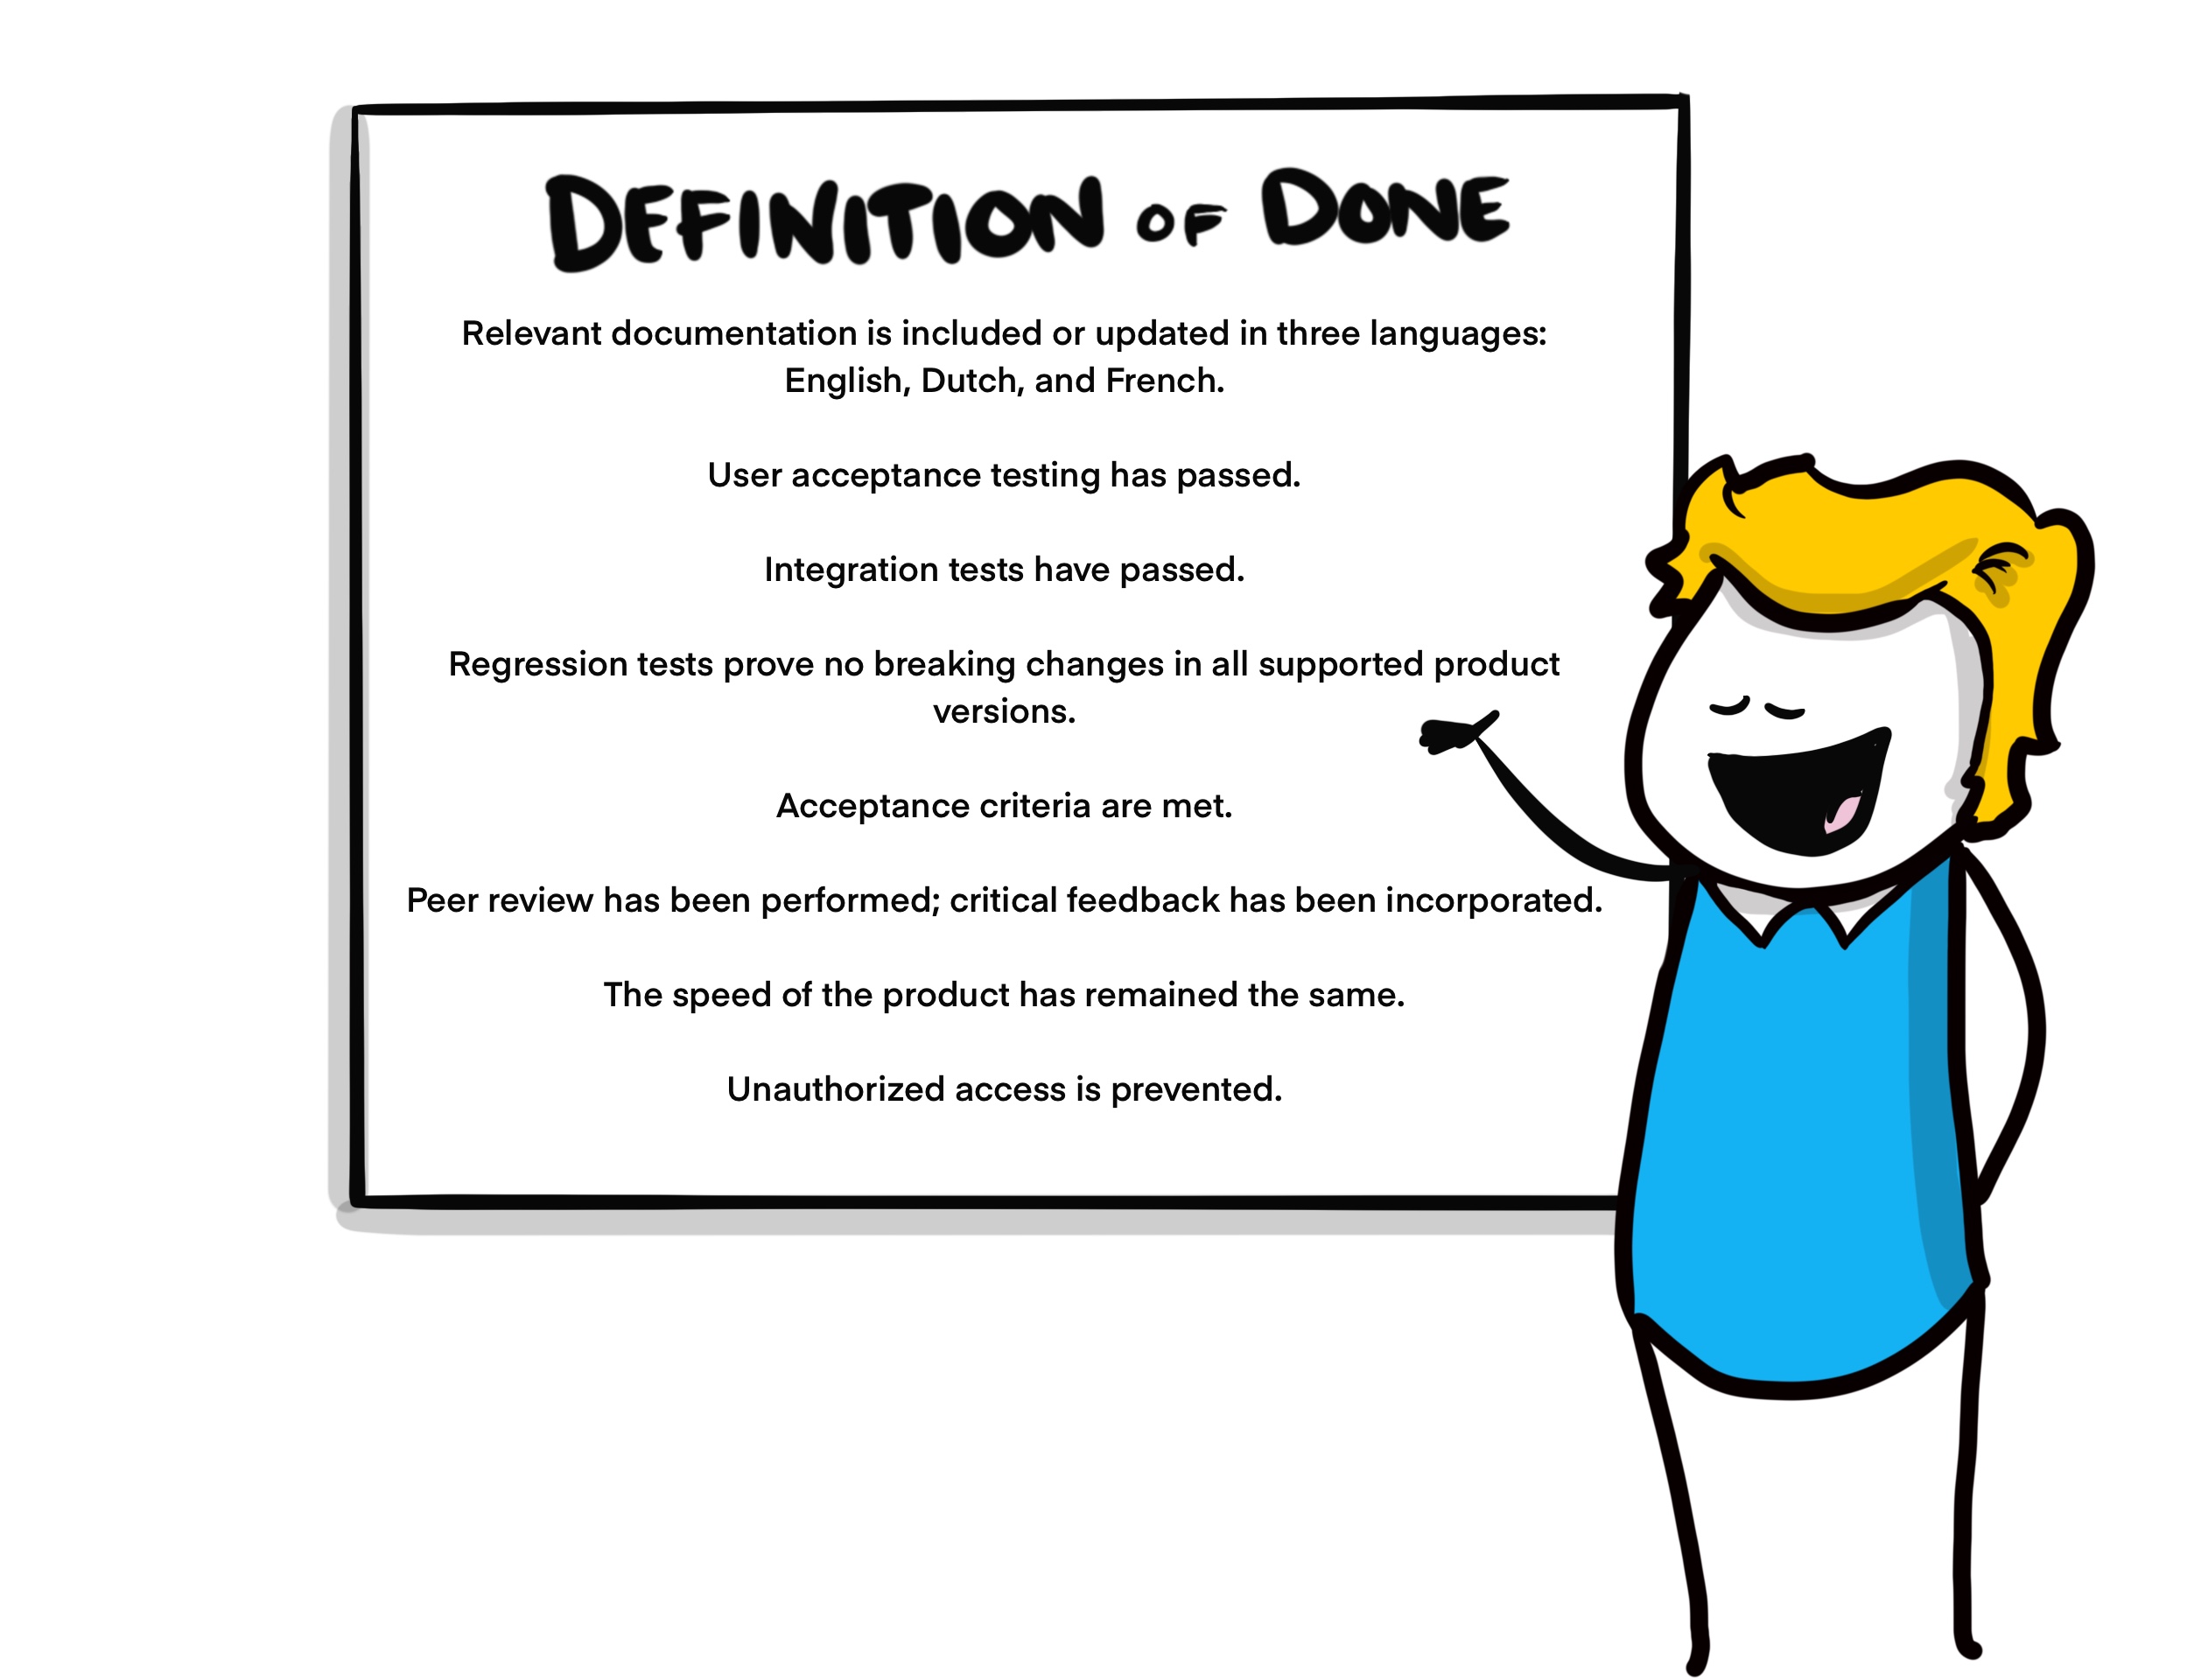 DEFINITION OF DONE
Relevant documentation is included or updated in three languages:
English, Dutch, and French.
User acceptance testing has passed.
Integration tests have passed.
Regression tests prove no breaking changes in all supported product
versions.
Acceptance criteria are met.
Peer review has been performed; critical feedback has been incorporated.
The speed of the product has remained the same.
Unauthorized access is prevented.